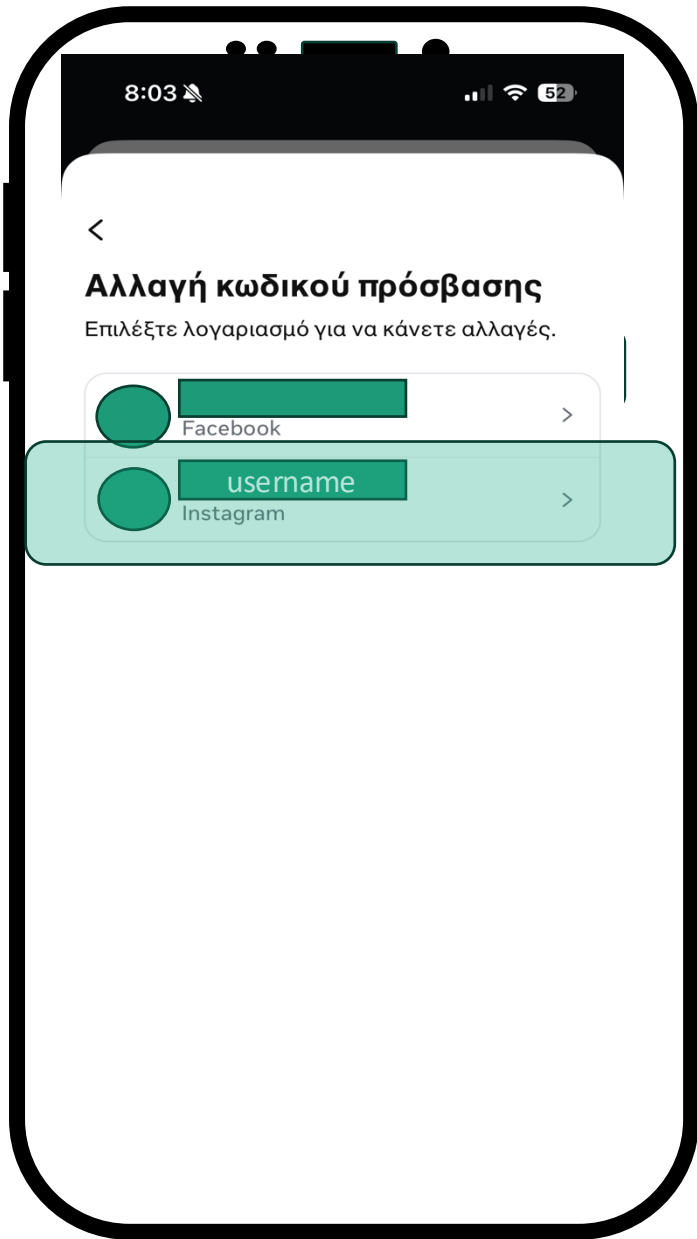 8:03
52
Αλλαγή κωδικού πρόσβασης
Επιλέξτε λογαριασμό για να κάνετε αλλαγές.
Facebook
username
Instagram